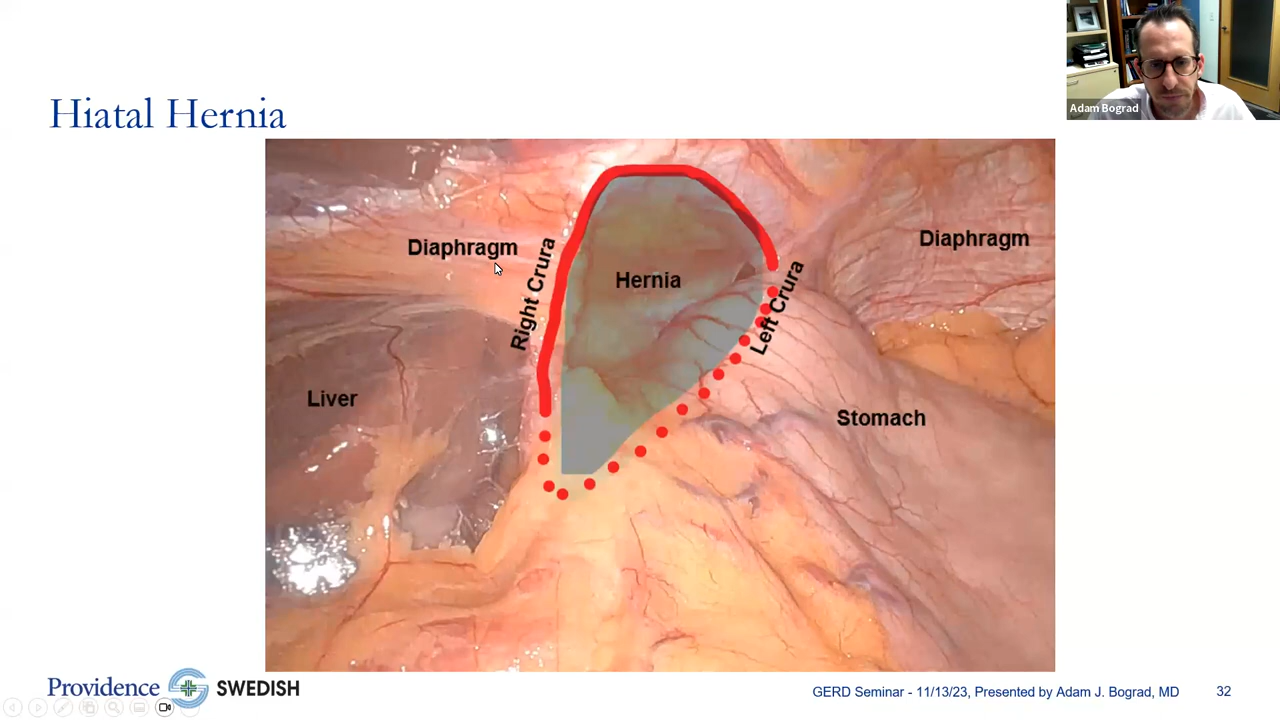 Adam Bograd
Hiatal Hernia
Diaphragm
Diaphragm
Right Crura
Hernia
Left Crura
Liver
Stomach
Providence
SWEDISH
GERD Seminar - 11/13/23, Presented by Adam J. Bograd, MD
32